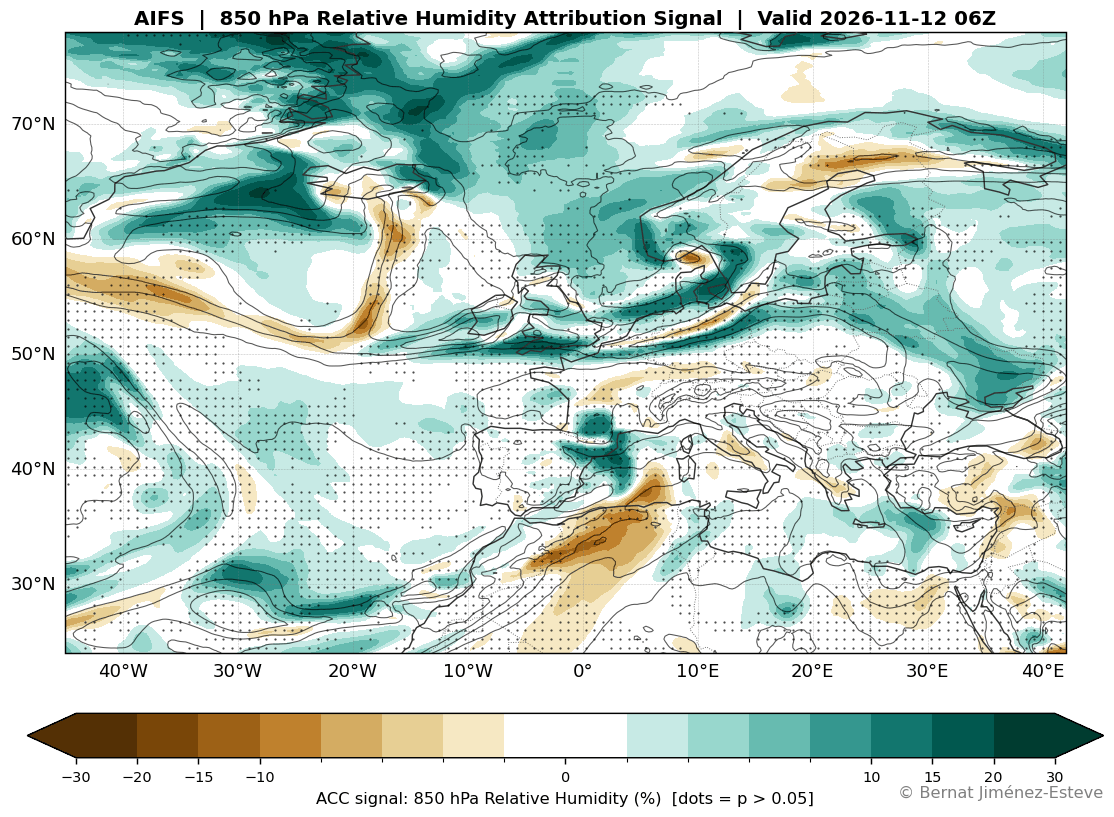 AIFS | 850 hPa Relative Humidity Attribution Signal | Valid 2026-11-12 06Z
70°N
60°N
50°N
40°N
30°N
40°W 30°W 20°W 10°W 0° 10°E 20°E 30°E 40°E
−30 −20 −15 −10 0 10 15 20 30
ACC signal: 850 hPa Relative Humidity (%) [dots = p > 0.05]
© Bernat Jiménez-Esteve